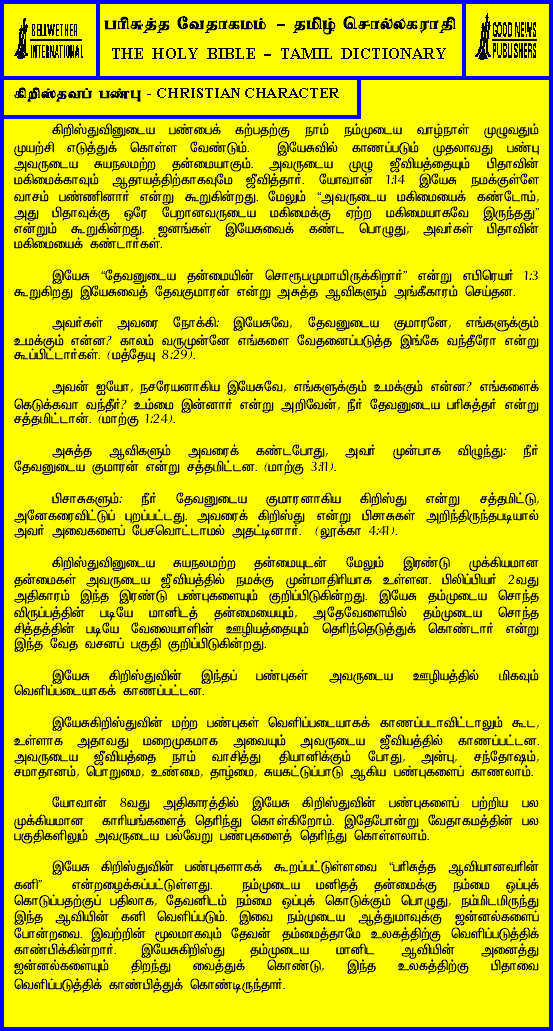 BELLWETHER
INTERNATIONAL
பரிசுத்த வேதாகமம் – தமிழ் சொல்லகராதி
THE HOLY BIBLE – TAMIL DICTIONARY
GOOD NEWS
PUBLISHERS
கிறிஸ்தவப் பண்பு - CHRISTIAN CHARACTER
கிறிஸ்துவினுடைய பண்பைக் கற்பதற்கு நாம் நம்முடைய வாழ்நாள் முழுவதும்
முயற்சி எடுத்துக் கொள்ள வேண்டும். இயேசுவில் காணப்படும் முதலாவது பண்பு
அவருடைய சுயநலமற்ற தன்மையாகும். அவருடைய முழு ஜீவியத்தையும் பிதாவின்
மகிமைக்காவும் ஆதாயத்திற்காகவுமே ஜீவித்தார். யோவான் 1:14 இயேசு நமக்குள்ளே
வாசம் பண்ணினார் என்று கூறுகின்றது. மேலும் “அவருடைய மகிமையைக் கண்டோம்,
அது பிதாவுக்கு ஒரே பேறானவருடைய மகிமைக்கு ஏற்ற மகிமையாகவே இருந்தது”
என்றும் கூறுகின்றது. ஜனங்கள் இயேசுவைக் கண்ட பொழுது, அவர்கள் பிதாவின்
மகிமையைக் கண்டார்கள்.
இயேசு “தேவனுடைய தன்மையின் சொரூபமுமாயிருக்கிறார்” என்று எபிரெயர் 1:3
கூறுகிறது இயேசுவைத் தேவகுமாரன் என்று அசுத்த ஆவிகளும் அங்கீகாரம் செய்தன.
அவர்கள் அவரை நோக்கி: இயேசுவே, தேவனுடைய குமாரனே, எங்களுக்கும்
உமக்கும் என்ன? காலம் வருமுன்னே எங்களை வேதனைப்படுத்த இங்கே வந்தீரோ என்று
கூப்பிட்டார்கள். (மத்தேயு 8:29).
அவன் ஐயோ, நசரேயனாகிய இயேசுவே, எங்களுக்கும் உமக்கும் என்ன? எங்களைக்
கெடுக்கவா வந்தீர்? உம்மை இன்னார் என்று அறிவேன், நீர் தேவனுடைய பரிசுத்தர் என்று
சத்தமிட்டான். (மாற்கு 1:24).
அசுத்த ஆவிகளும் அவரைக் கண்டபோது, அவர் முன்பாக விழுந்து: நீர்
தேவனுடைய குமாரன் என்று சத்தமிட்டன. (மாற்கு 3:11).
பிசாசுகளும்: நீர் தேவனுடைய குமாரனாகிய கிறிஸ்து என்று சத்தமிட்டு,
அனேகரைவிட்டுப் புறப்பட்டது. அவரைக் கிறிஸ்து என்று பிசாசுகள் அறிந்திருந்தபடியால்
அவர் அவைகளைப் பேசவொட்டாமல் அதட்டினார். (லூக்கா 4:41).
கிறிஸ்துவினுடைய சுயநலமற்ற தன்மையுடன் மேலும் இரண்டு முக்கியமான
தன்மைகள் அவருடைய ஜீவியத்தில் நமக்கு முன்மாதிரியாக உள்ளன. பிலிப்பியர் 2வது
அதிகாரம் இந்த இரண்டு பண்புகளையும் குறிப்பிடுகின்றது. இயேசு தம்முடைய சொந்த
விருப்பத்தின் படியே மானிடத் தன்மையையும், அதேவேளையில் தம்முடைய சொந்த
சித்தத்தின் படியே வேலையாளின் ஊழியத்தையும் தெரிந்தெடுத்துக் கொண்டார் என்று
இந்த வேத வசனப் பகுதி குறிப்பிடுகின்றது.
இயேசு கிறிஸ்துவின் இந்தப் பண்புகள் அவருடைய ஊழியத்தில் மிகவும்
வெளிப்படையாகக் காணப்பட்டன.
இயேசுகிறிஸ்துவின் மற்ற பண்புகள் வெளிப்படையாகக் காணப்படாவிட்டாலும் கூட,
உள்ளாக அதாவது மறைமுகமாக அவையும் அவருடைய ஜீவியத்தில் காணப்பட்டன.
அவருடைய ஜீவியத்தை நாம் வாசித்து தியானிக்கும் போது, அன்பு, சந்தோஷம்,
சமாதானம், பொறுமை, உண்மை, தாழ்மை, சுயகட்டுப்பாடு ஆகிய பண்புகளைப் காணலாம்.
யோவான் 8வது அதிகாரத்தில் இயேசு கிறிஸ்துவின் பண்புகளைப் பற்றிய பல
முக்கியமான காரியங்களைத் தெரிந்து கொள்கிறோம். இதேபோன்று வேதாகமத்தின் பல
பகுதிகளிலும் அவருடைய பல்வேறு பண்புகளைத் தெரிந்து கொள்ளலாம்.
இயேசு கிறிஸ்துவின் பண்புகளாகக் கூறப்பட்டுள்ளவை “பரிசுத்த ஆவியானவரின்
கனி” என்றழைக்கப்பட்டுள்ளது. நம்முடைய மனிதத் தன்மைக்கு நம்மை ஒப்புக்
கொடுப்பதற்குப் பதிலாக, தேவனிடம் நம்மை ஒப்புக் கொடுக்கும் பொழுது, நம்மிடமிருந்து
இந்த ஆவியின் கனி வெளிப்படும். இவை நம்முடைய ஆத்துமாவுக்கு ஜன்னல்களைப்
போன்றவை. இவற்றின் மூலமாகவும் தேவன் தம்மைத்தாமே உலகத்திற்கு வெளிப்படுத்திக்
காண்பிக்கின்றார். இயேசுகிறிஸ்து தம்முடைய மானிட ஆவியின் அனைத்து
ஜன்னல்களையும் திறந்து வைத்துக் கொண்டு, இந்த உலகத்திற்கு பிதாவை
வெளிப்படுத்திக் காண்பித்துக் கொண்டிருந்தார்.